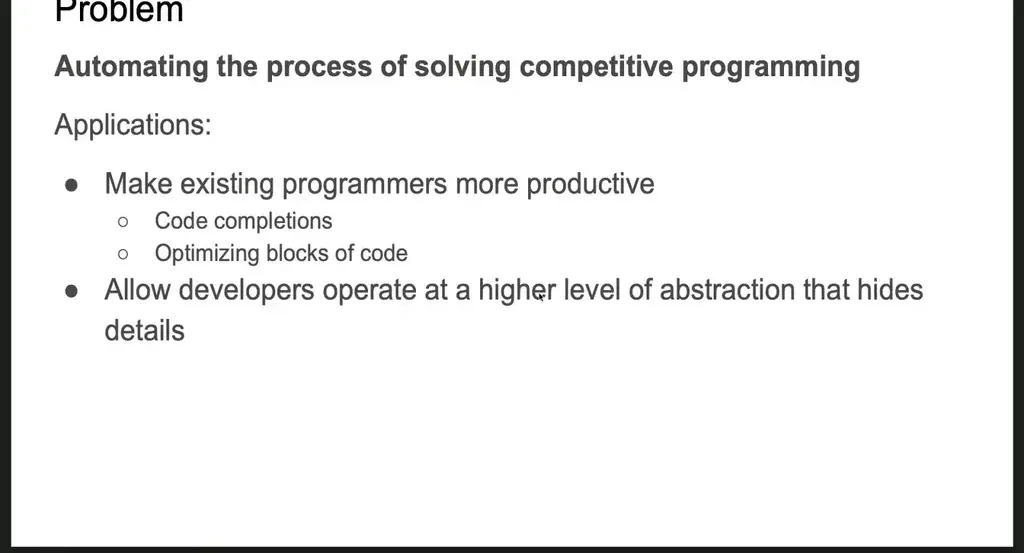 Problem
Automating the process of solving competitive programming
Applications:
● Make existing programmers more productive
○ Code completions
○ Optimizing blocks of code
● Allow developers operate at a higher level of abstraction that hides
details